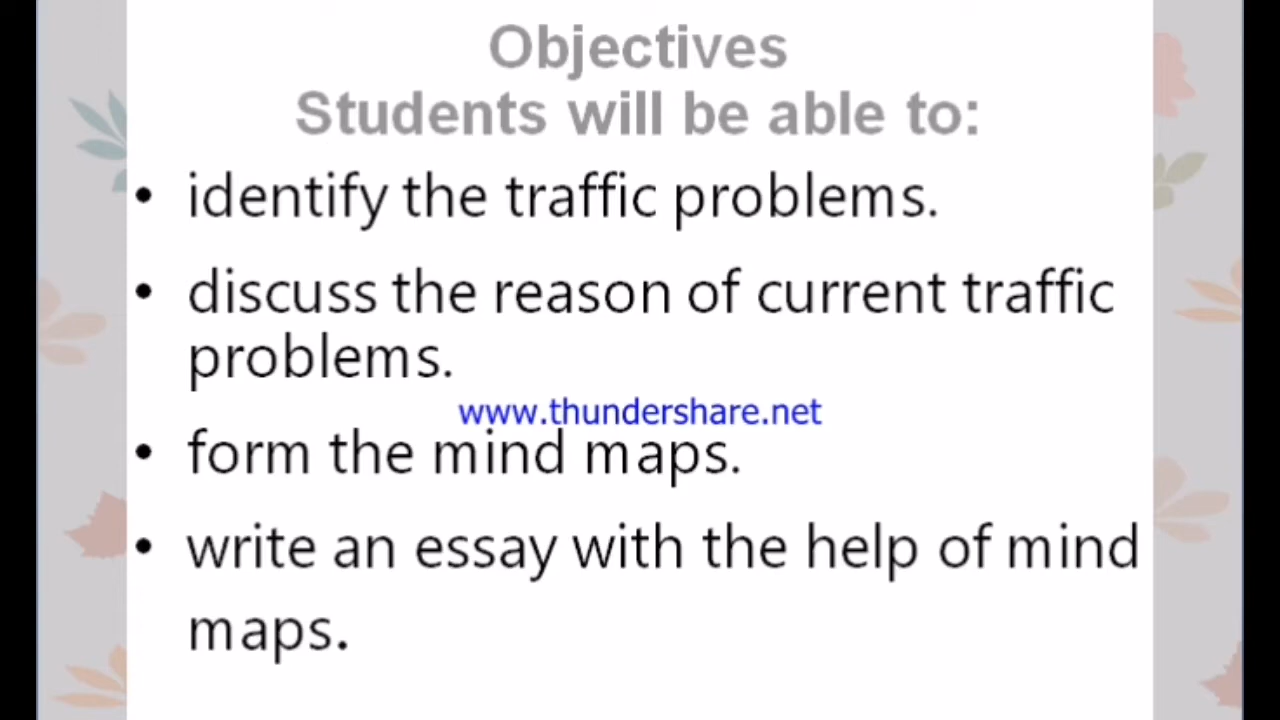 Objectives
Students will be able to:
• identify the traffic problems.
• discuss the reason of current traffic
problems.
www.thundershare.net
• form the mind maps.
• write an essay with the help of mind
maps.